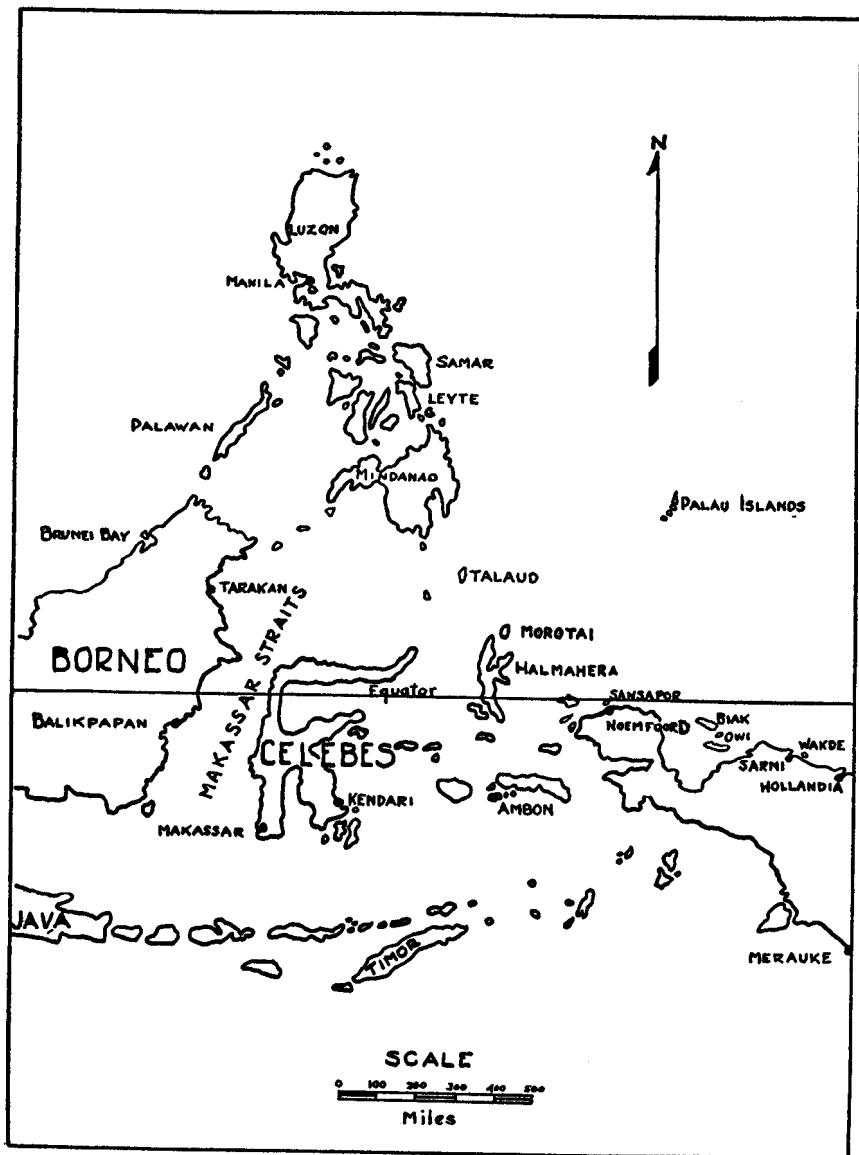 N
LUZON
MANILA
SAMAR
LEYTE
PALAWAN
MINDANAO
PALAU ISLANDS
BRUNEI BAY
TALAUD
TARAKAN
MAKASSAR STRAITS
MOROTAI
BORNEO
HALMAHERA
Equator
SANSAPOR
BALIKPAPAN
NOEMFOORD
BIAK
OWI
CELEBES
WAKDE
SARMI
HOLLANDIA
KENDARI
AMBON
MAKASSAR
JAVA
TIMOR
MERAUKE
SCALE
0 100 200 300 400 500
Miles